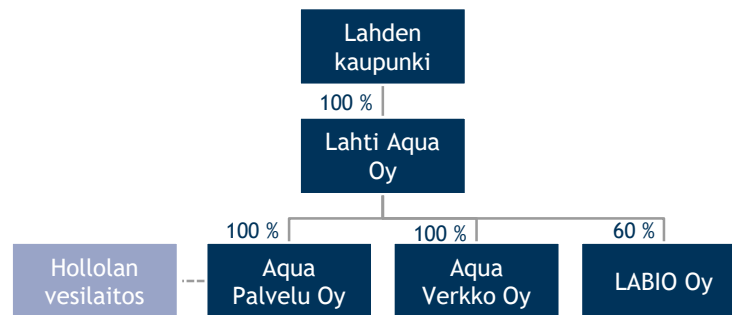 Lahden
kaupunki
100 %
Lahti Aqua
Oy
100 %
100 %
60 %
Hollolan
vesilaitos
Aqua
Palvelu Oy
Aqua
Verkko Oy
LABIO Oy